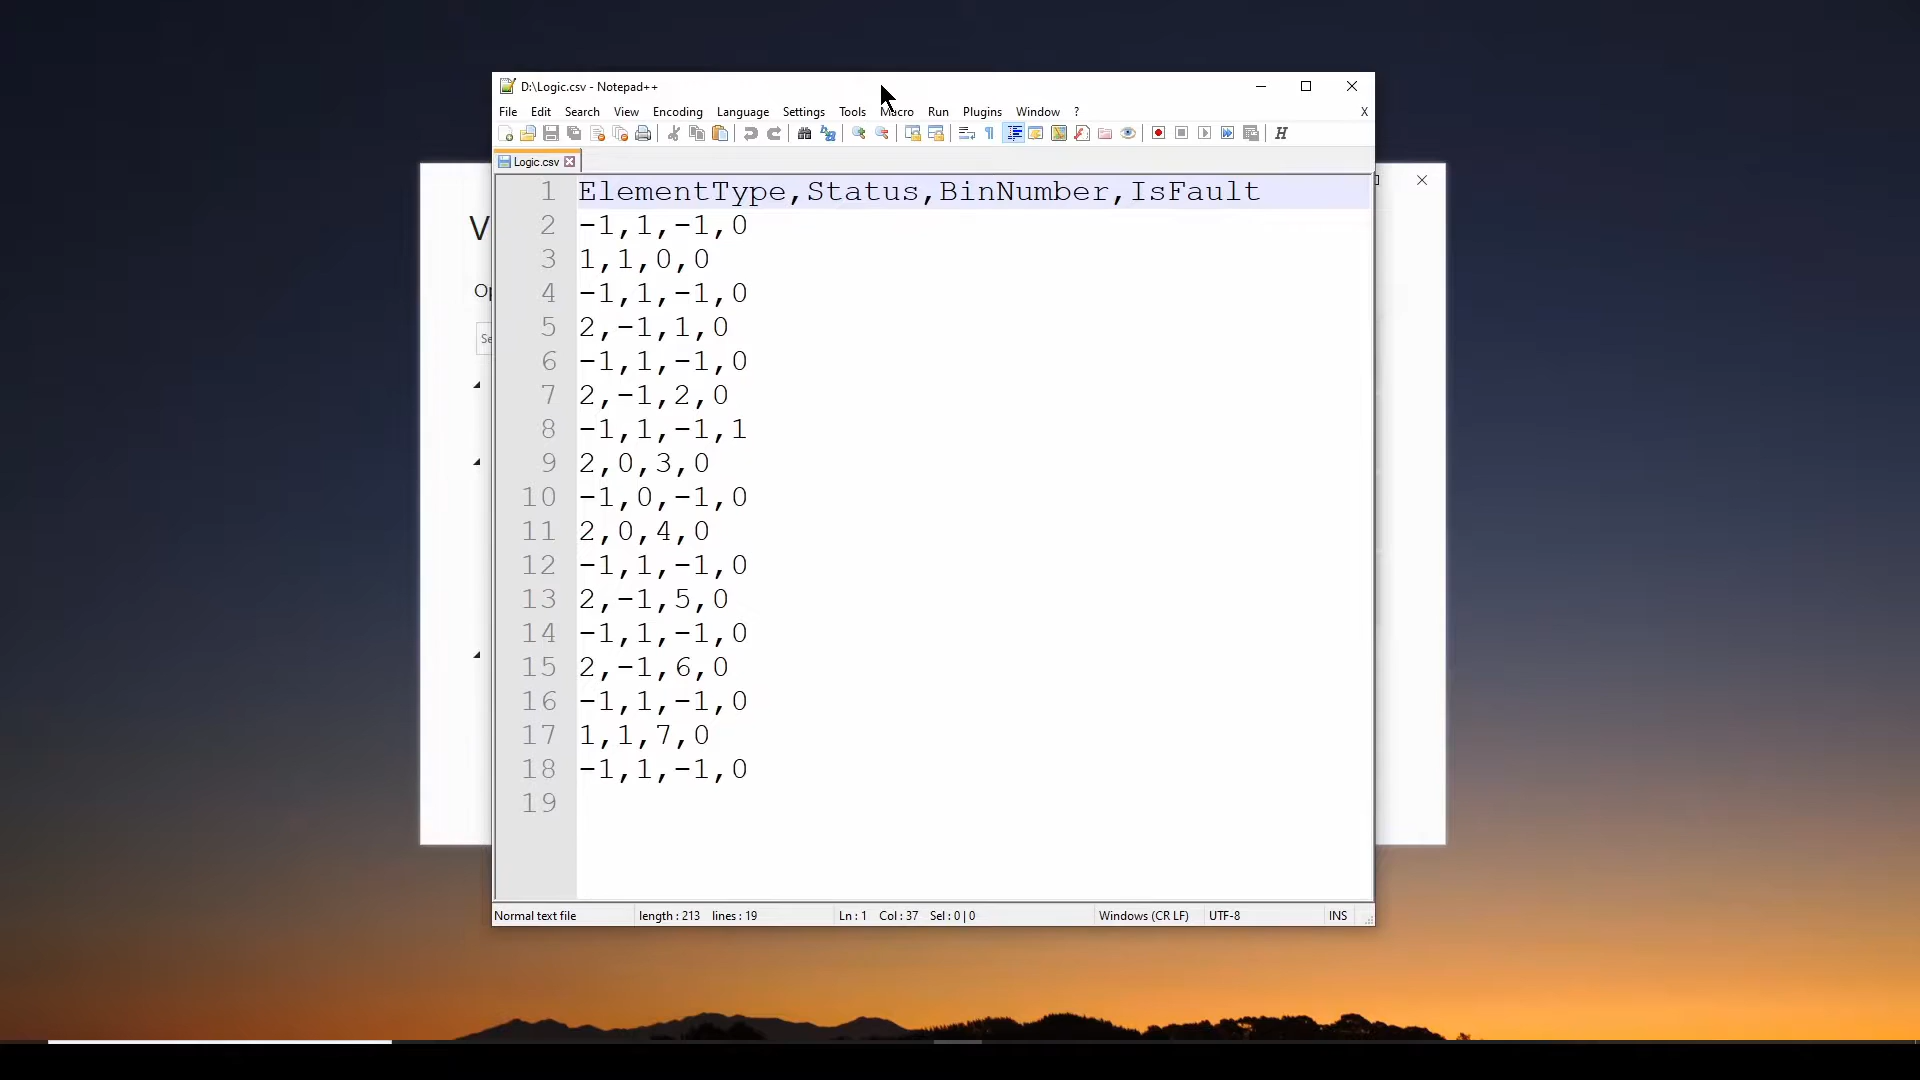 D:\Logic.csv - Notepad++
File Edit Search View Encoding Language Settings Tools Macro Run Plugins Window ? X
H
Logic.csv
1 ElementType,Status,BinNumber,IsFault
2 -1,1,-1,0
3 1,1,0,0
4 -1,1,-1,0
5 2,-1,1,0
6 -1,1,-1,0
7 2,-1,2,0
8 -1,1,-1,1
9 2,0,3,0
10 -1,0,-1,0
11 2,0,4,0
12 -1,1,-1,0
13 2,-1,5,0
14 -1,1,-1,0
15 2,-1,6,0
16 -1,1,-1,0
17 1,1,7,0
18 -1,1,-1,0
19
V
Op
Se
Normal text file length : 213 lines : 19 Ln : 1 Col : 37 Sel : 0 | 0 Windows (CR LF) UTF-8 INS